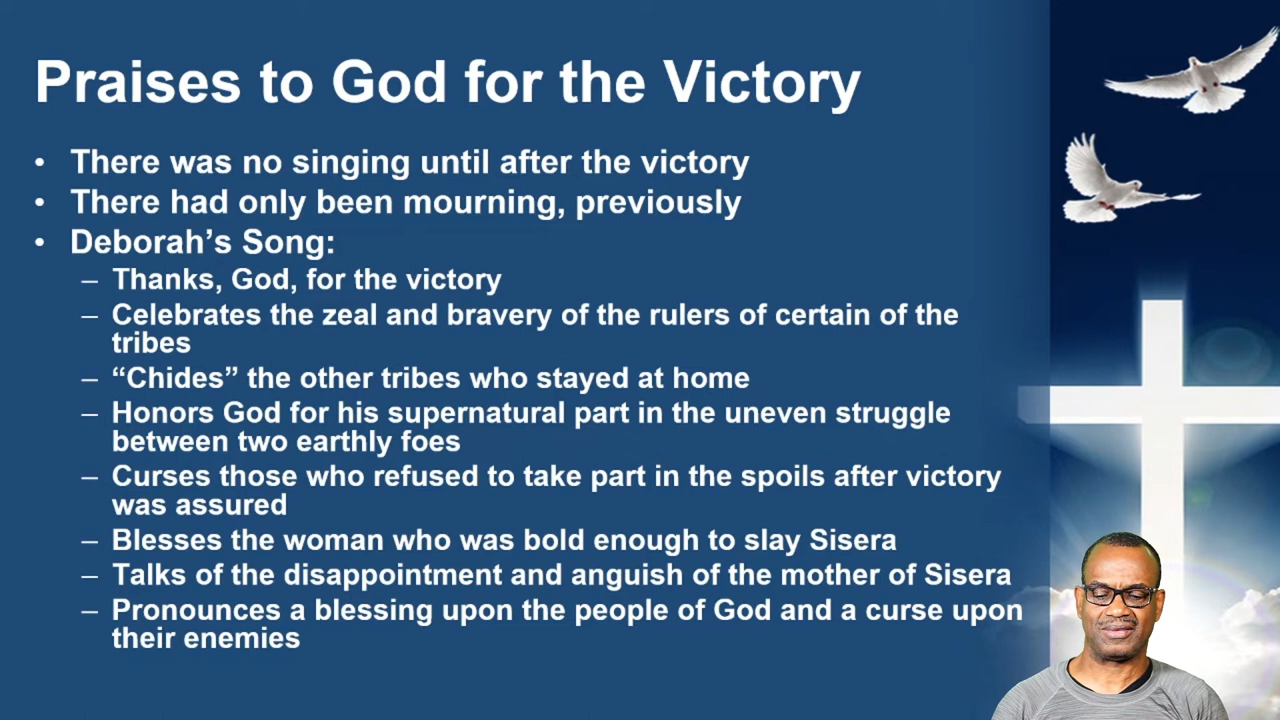 Praises to God for the Victory
• There was no singing until after the victory
• There had only been mourning, previously
• Deborah’s Song:
– Thanks, God, for the victory
– Celebrates the zeal and bravery of the rulers of certain of the
tribes
– “Chides” the other tribes who stayed at home
– Honors God for his supernatural part in the uneven struggle
between two earthly foes
– Curses those who refused to take part in the spoils after victory
was assured
– Blesses the woman who was bold enough to slay Sisera
– Talks of the disappointment and anguish of the mother of Sisera
– Pronounces a blessing upon the people of God and a curse upon
their enemies